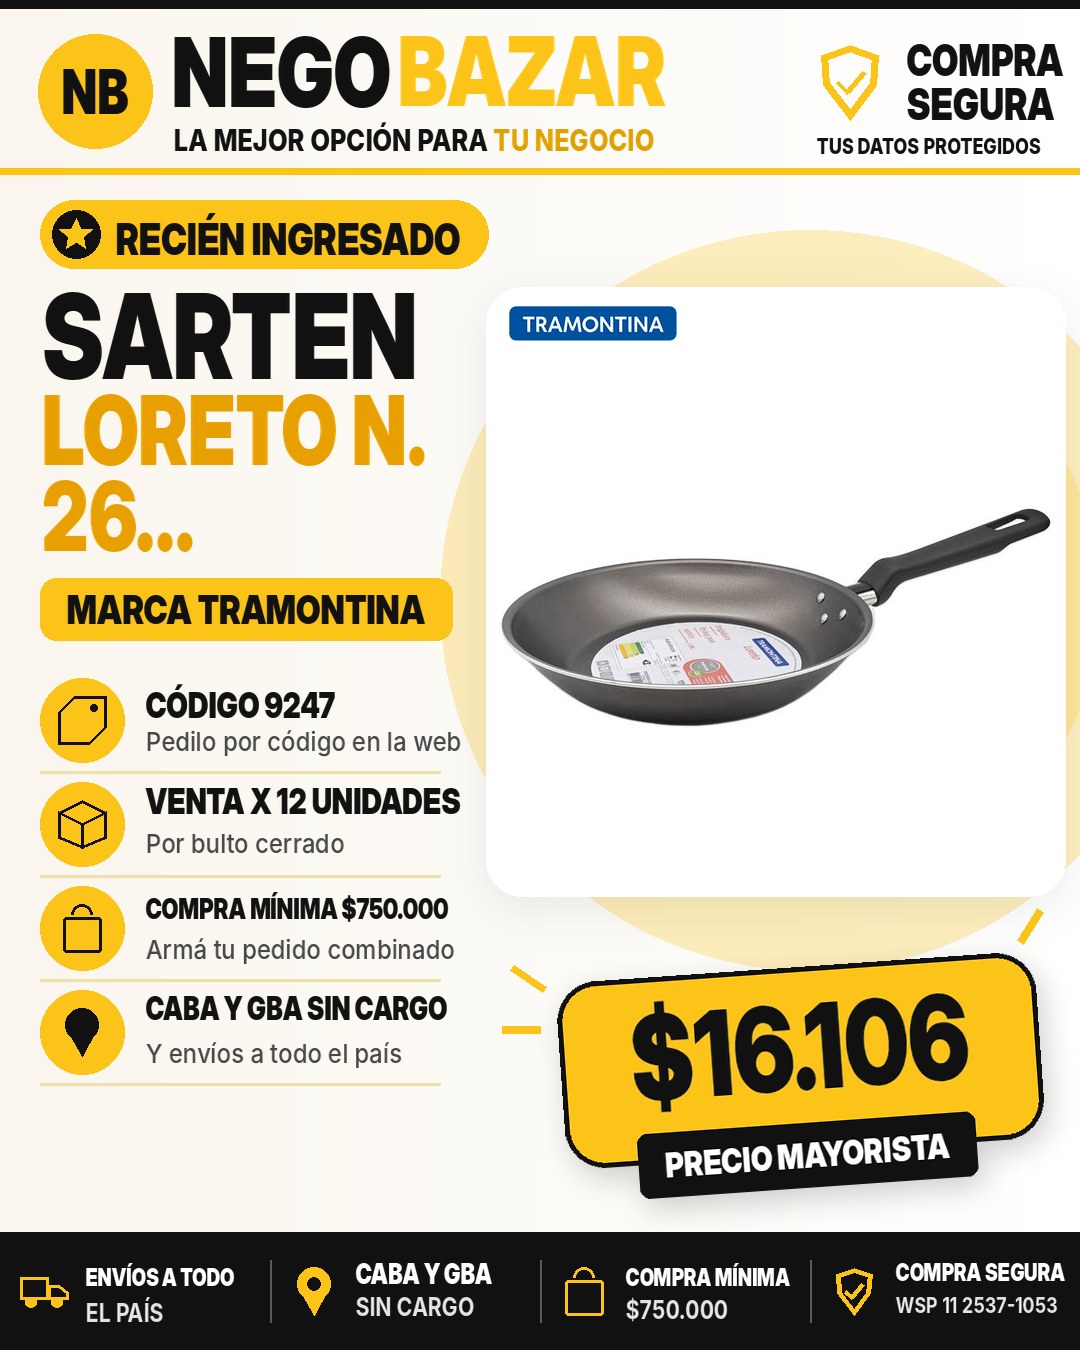 NB
NEGOBAZAR
LA MEJOR OPCIÓN PARA TU NEGOCIO
COMPRA
SEGURA
TUS DATOS PROTEGIDOS
RECIÉN INGRESADO
SARTEN
LORETO N.
26...
MARCA TRAMONTINA
CÓDIGO 9247
Pedilo por código en la web
VENTA X 12 UNIDADES
Por bulto cerrado
COMPRA MÍNIMA $750.000
Armá tu pedido combinado
CABA Y GBA SIN CARGO
Y envíos a todo el país
TRAMONTINA
TRAMONTINA
$16.106
PRECIO MAYORISTA
ENVÍOS A TODO
EL PAÍS
CABA Y GBA
SIN CARGO
COMPRA MÍNIMA
$750.000
COMPRA SEGURA
WSP 11 2537-1053